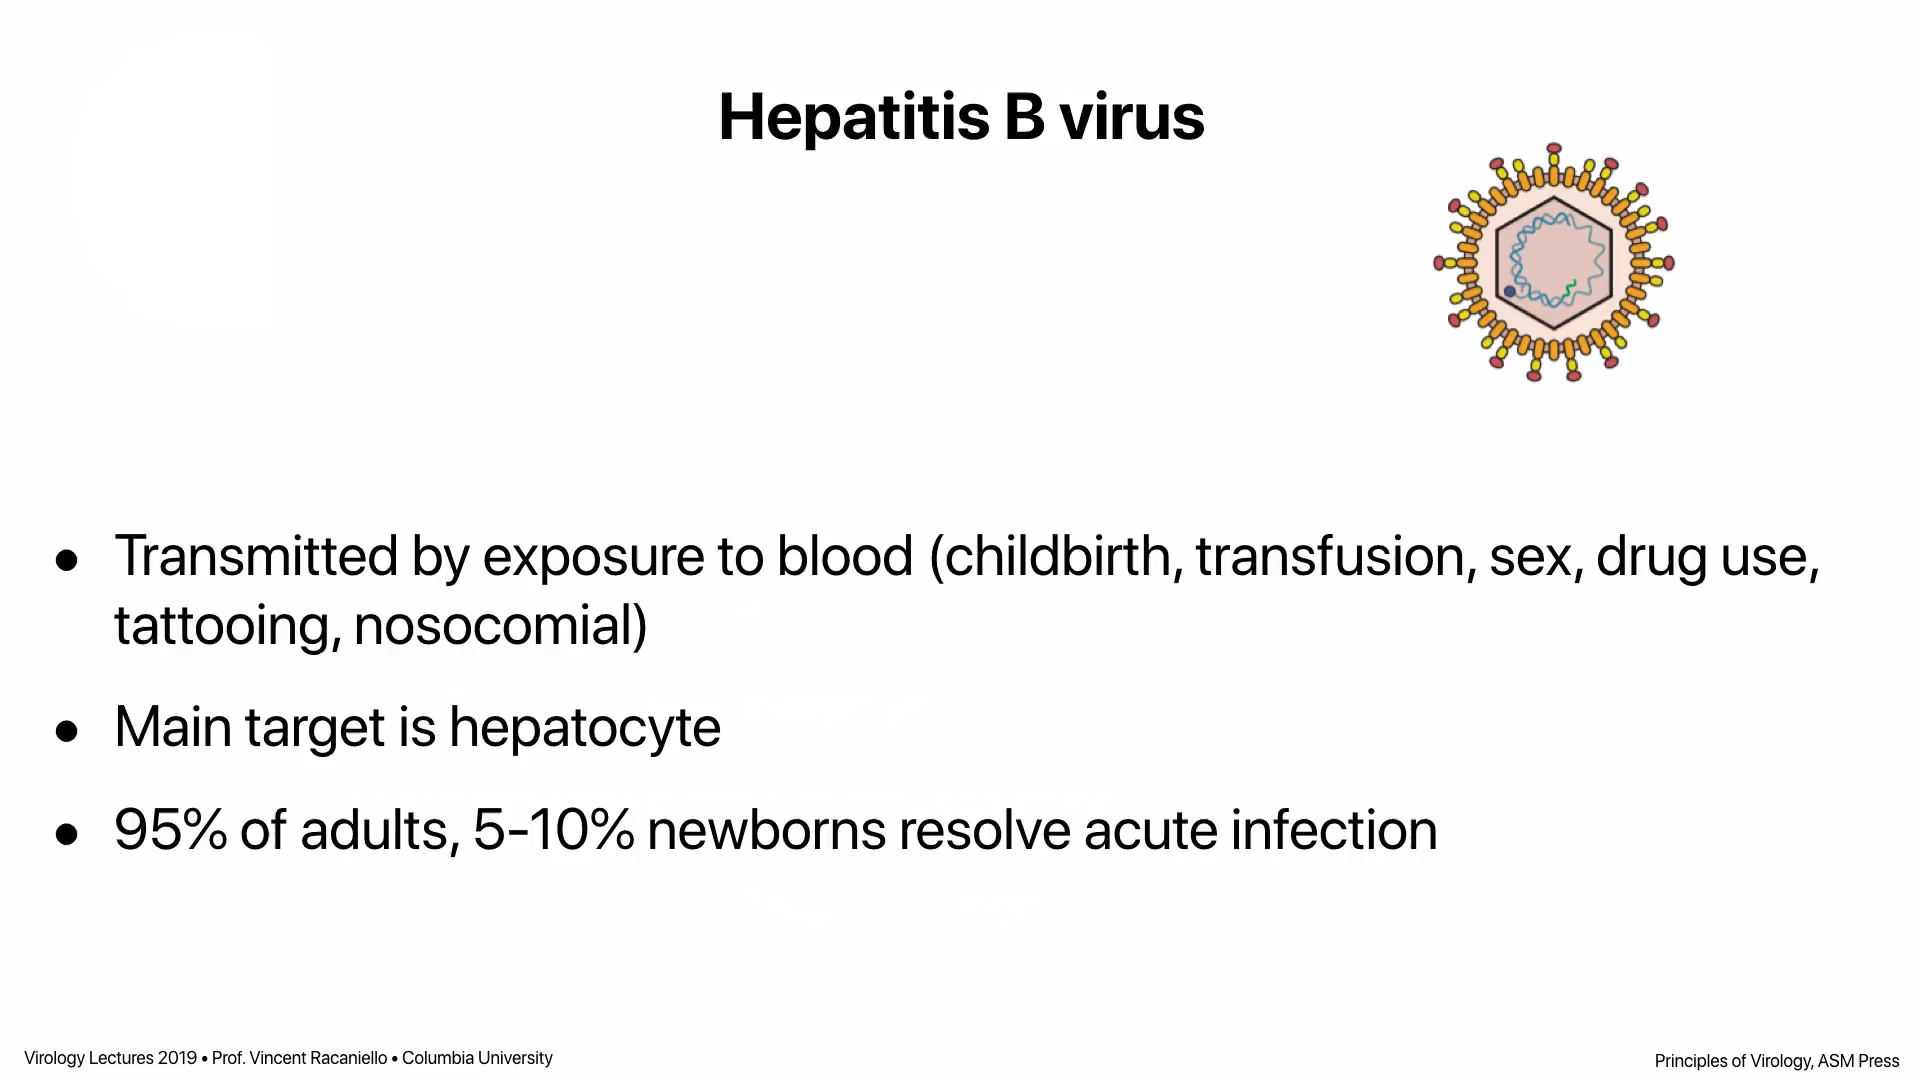 Hepatitis B virus
● Transmitted by exposure to blood (childbirth, transfusion, sex, drug use,
tattooing, nosocomial)
● Main target is hepatocyte
● 95% of adults, 5-10% newborns resolve acute infection
Virology Lectures 2019 • Prof. Vincent Racaniello • Columbia University
Principles of Virology, ASM Press